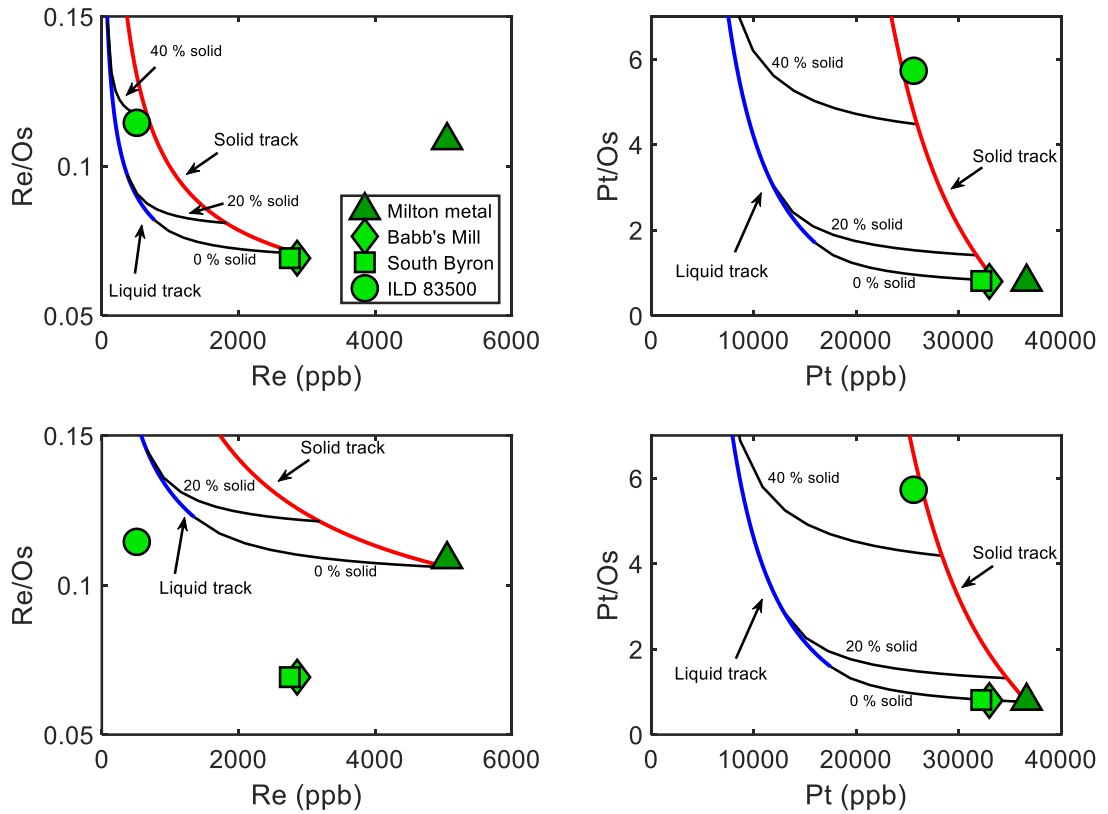 0.15
0.1
0.05
Re/Os
0 2000 4000 6000
Re (ppb)
40 % solid
Solid track
20 % solid
0 % solid
Liquid track
Milton metal
Babb's Mill
South Byron
ILD 83500
6
4
2
0
Pt/Os
0 10000 20000 30000 40000
Pt (ppb)
40 % solid
Solid track
20 % solid
0 % solid
Liquid track
0.15
0.1
0.05
Re/Os
0 2000 4000 6000
Re (ppb)
Solid track
20 % solid
0 % solid
Liquid track
6
4
2
0
Pt/Os
0 10000 20000 30000 40000
Pt (ppb)
40 % solid
Solid track
20 % solid
Liquid track
0 % solid